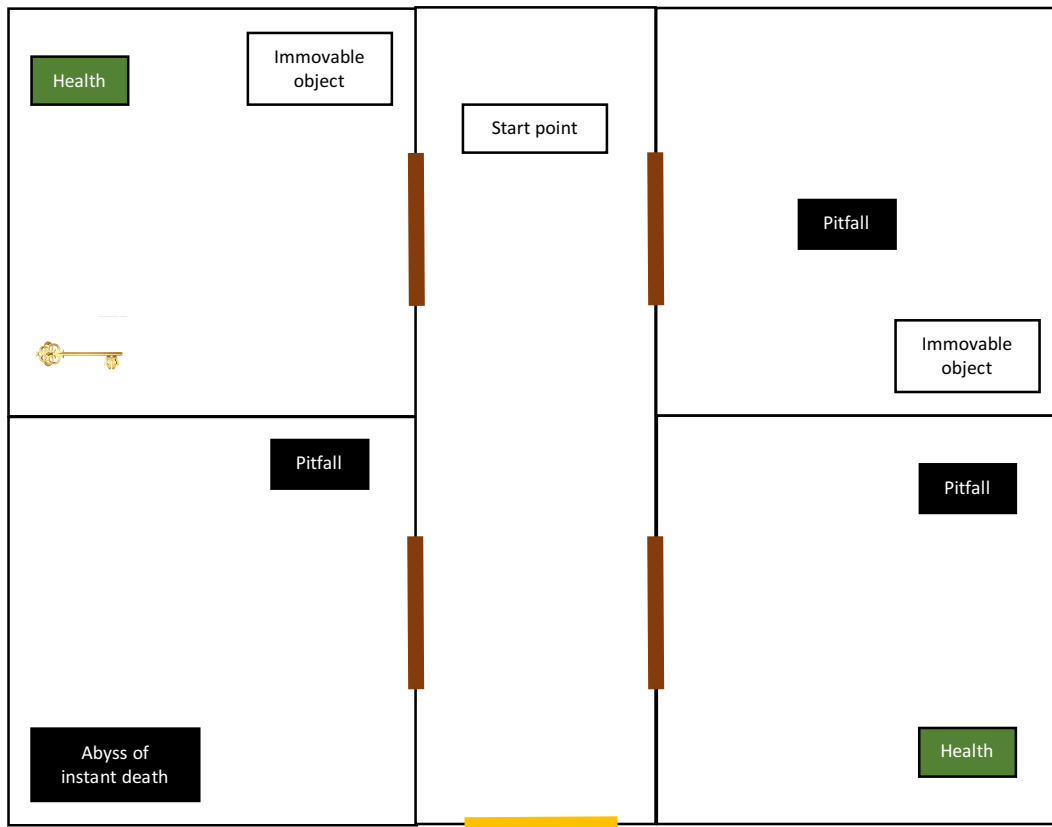 Health
Immovable
object
Start point
Pitfall
Immovable
object
Pitfall
Pitfall
Abyss of
instant death
Health